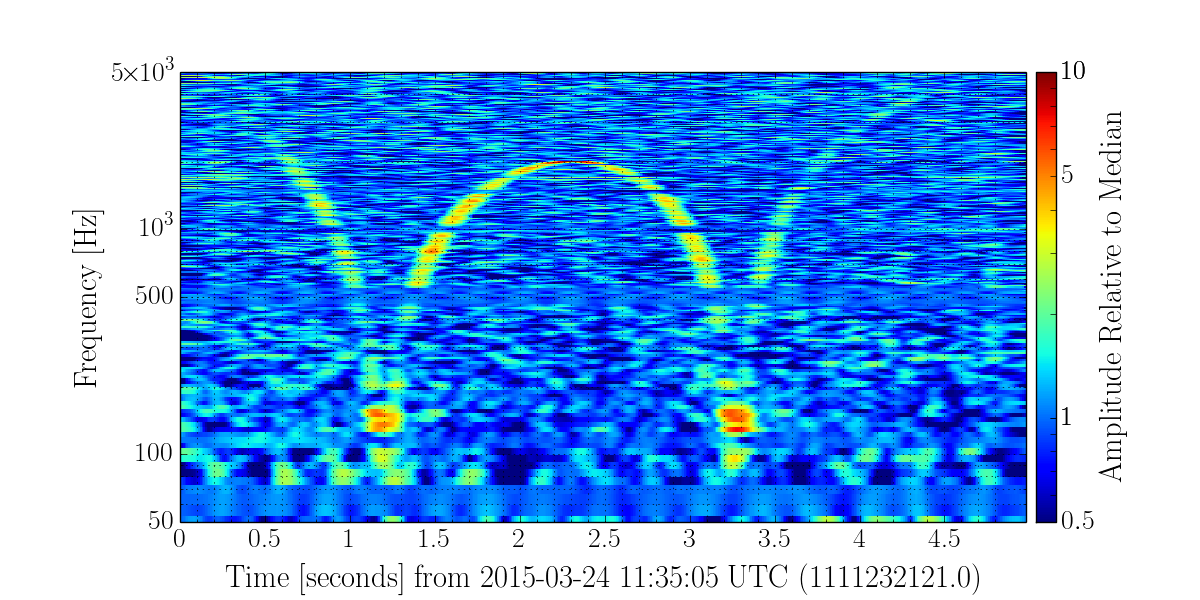 5×10³
10³
500
100
50
Frequency [Hz]
0 0.5 1 1.5 2 2.5 3 3.5 4 4.5
Time [seconds] from 2015-03-24 11:35:05 UTC (1111232121.0)
10
5
1
0.5
Amplitude Relative to Median